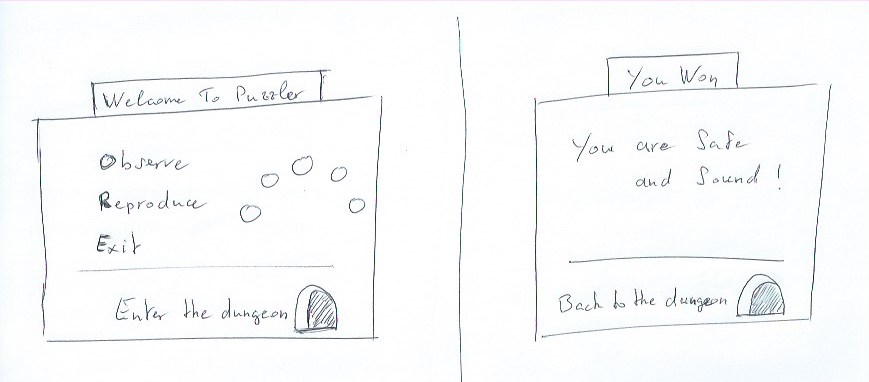 Welcome To Puzzler
Observe
Reproduce
Exit
Enter the dungeon
You Won
You are Safe
and Sound !
Back to the dungeon